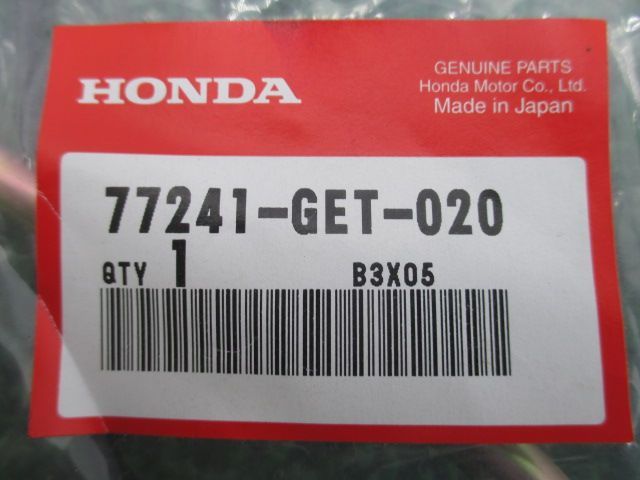 HONDA
GENUINE PARTS
Honda Motor Co., Ltd.
Made in Japan
77241-GET-020
QTY 1 B3X05